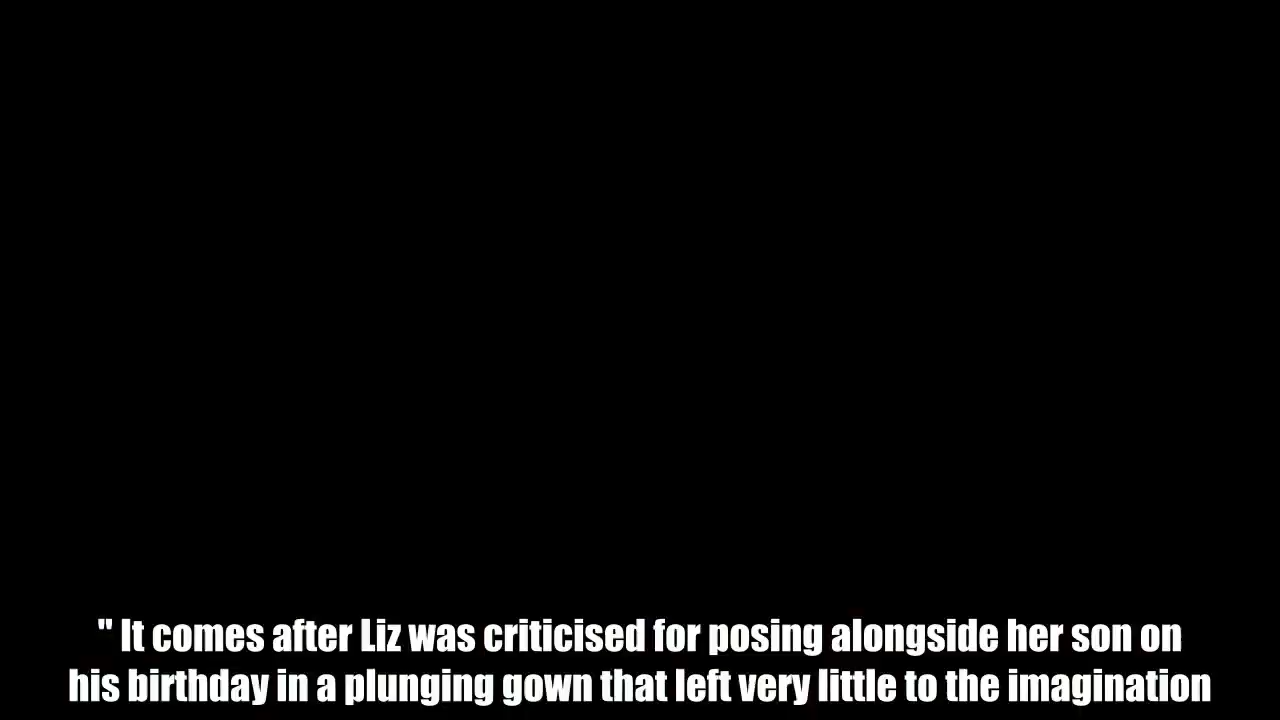 " It comes after Liz was criticised for posing alongside her son on
his birthday in a plunging gown that left very little to the imagination